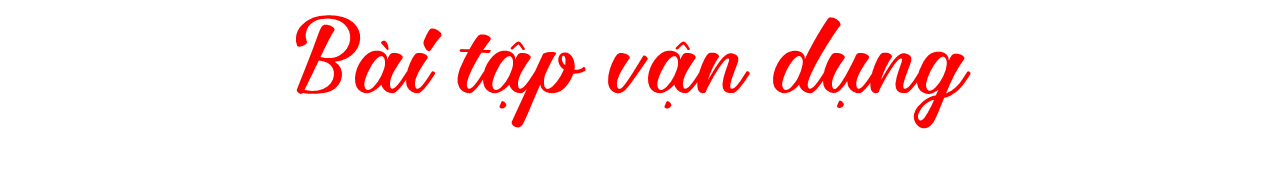 Bài tập vận dụng